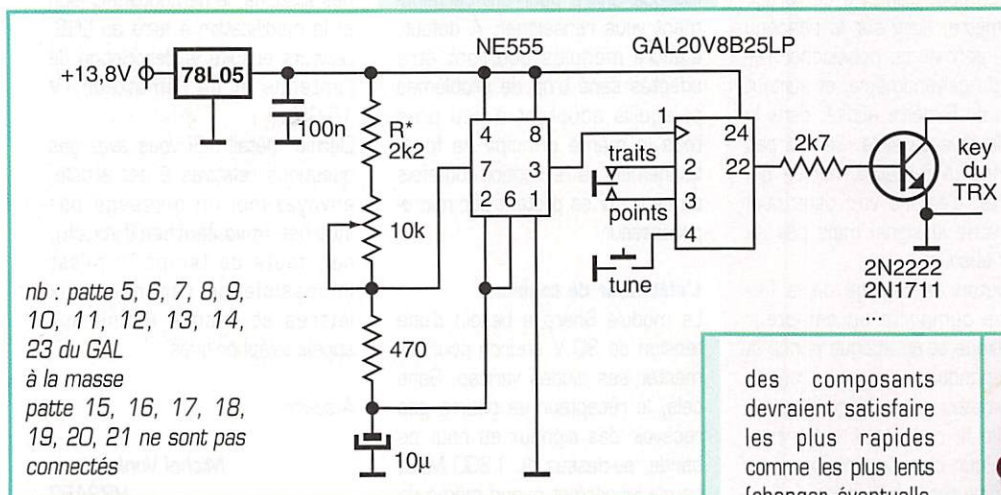 NE555
GAL20V8B25LP
+13,8V
78L05
100n
R*
2k2
10k
470
10µ
4
8
7
3
2
6
1
2
3
4
24
22
traits
points
tune
2k7
key
du
TRX
2N2222
2N1711
...
nb : patte 5, 6, 7, 8, 9,
10, 11, 12, 13, 14,
23 du GAL
à la masse
patte 15, 16, 17, 18,
19, 20, 21 ne sont pas
connectés
des composants
devraient satisfaire
les plus rapides
comme les plus lents